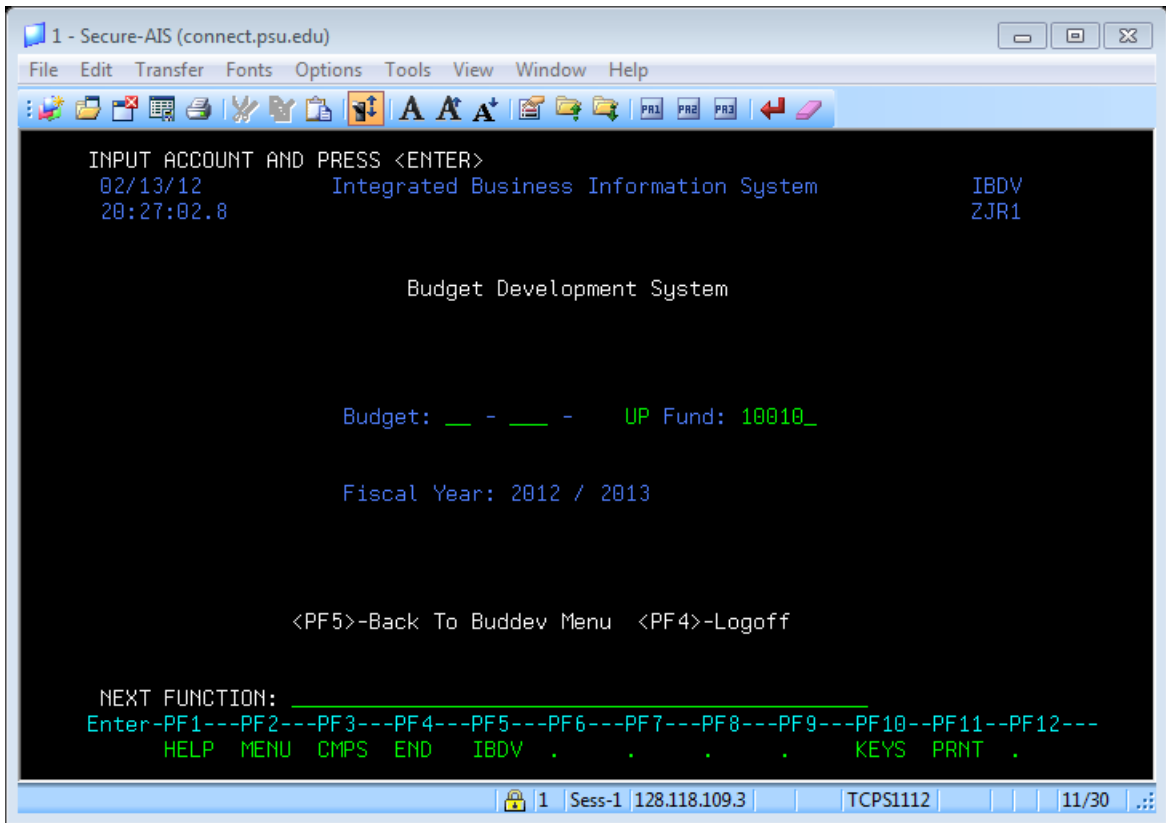 1 - Secure-AIS (connect.psu.edu)
File Edit Transfer Fonts Options Tools View Window Help
A A A PA1 PA2 PA3
INPUT ACCOUNT AND PRESS <ENTER>
02/13/12 Integrated Business Information System IBDV
20:27:02.8 ZJR1
Budget Development System
Budget: __ - ___ - UP Fund: 10010_
Fiscal Year: 2012 / 2013
<PF5>-Back To Buddev Menu <PF4>-Logoff
NEXT FUNCTION: _____________________________________________
Enter-PF1---PF2---PF3---PF4---PF5---PF6---PF7---PF8---PF9---PF10--PF11--PF12---
HELP MENU CMPS END IBDV . . . . KEYS PRNT .
1 Sess-1 128.118.109.3 TCPS1112 11/30